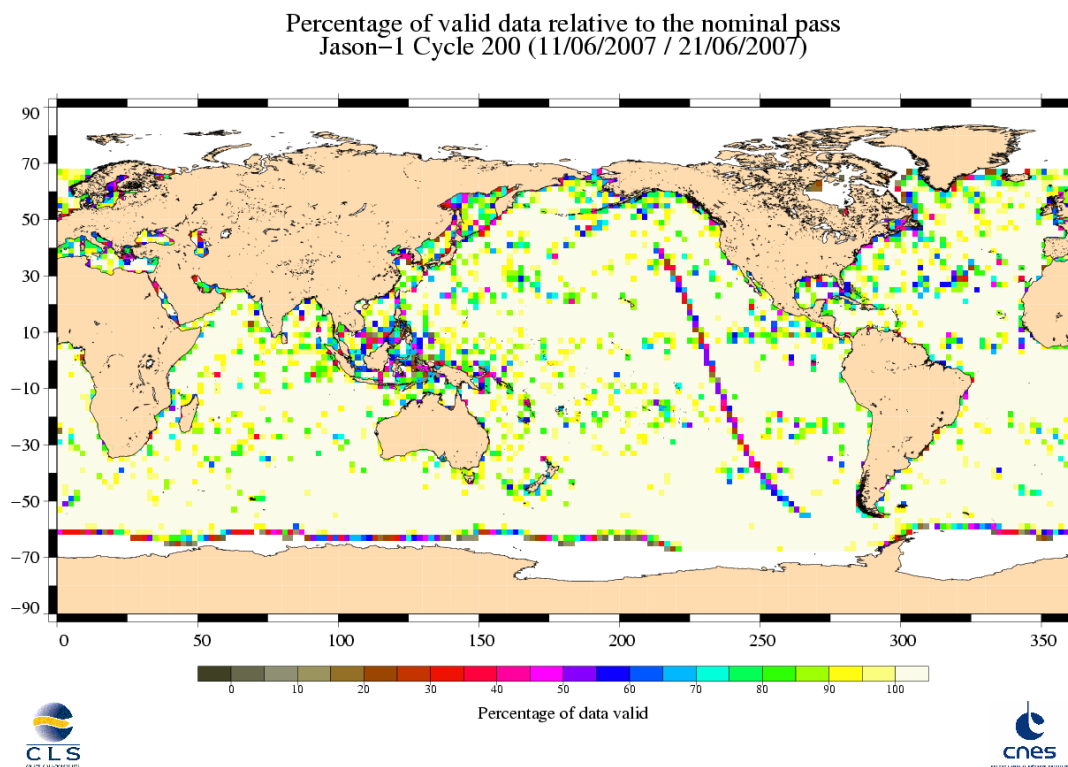 Percentage of valid data relative to the nominal pass
Jason−1 Cycle 200 (11/06/2007 / 21/06/2007)
90
70
50
30
10
−10
−30
−50
−70
−90
0 50 100 150 200 250 300 350
0 10 20 30 40 50 60 70 80 90 100
Percentage of data valid
CLS
cnes